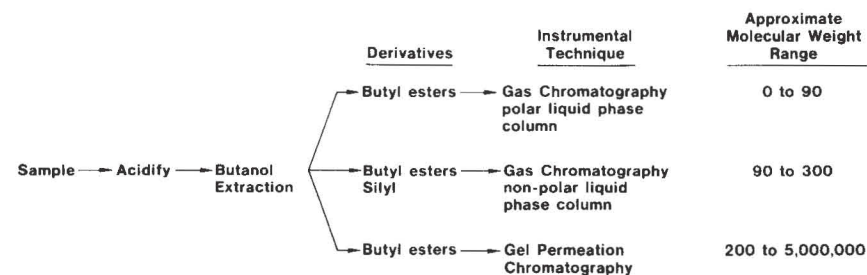 Derivatives
Instrumental
Technique
Approximate
Molecular Weight
Range
Butyl esters
Gas Chromatography
polar liquid phase
column
0 to 90
Sample
Acidify
Butanol
Extraction
Butyl esters
Silyl
Gas Chromatography
non-polar liquid
phase column
90 to 300
Butyl esters
Gel Permeation
Chromatography
200 to 5,000,000